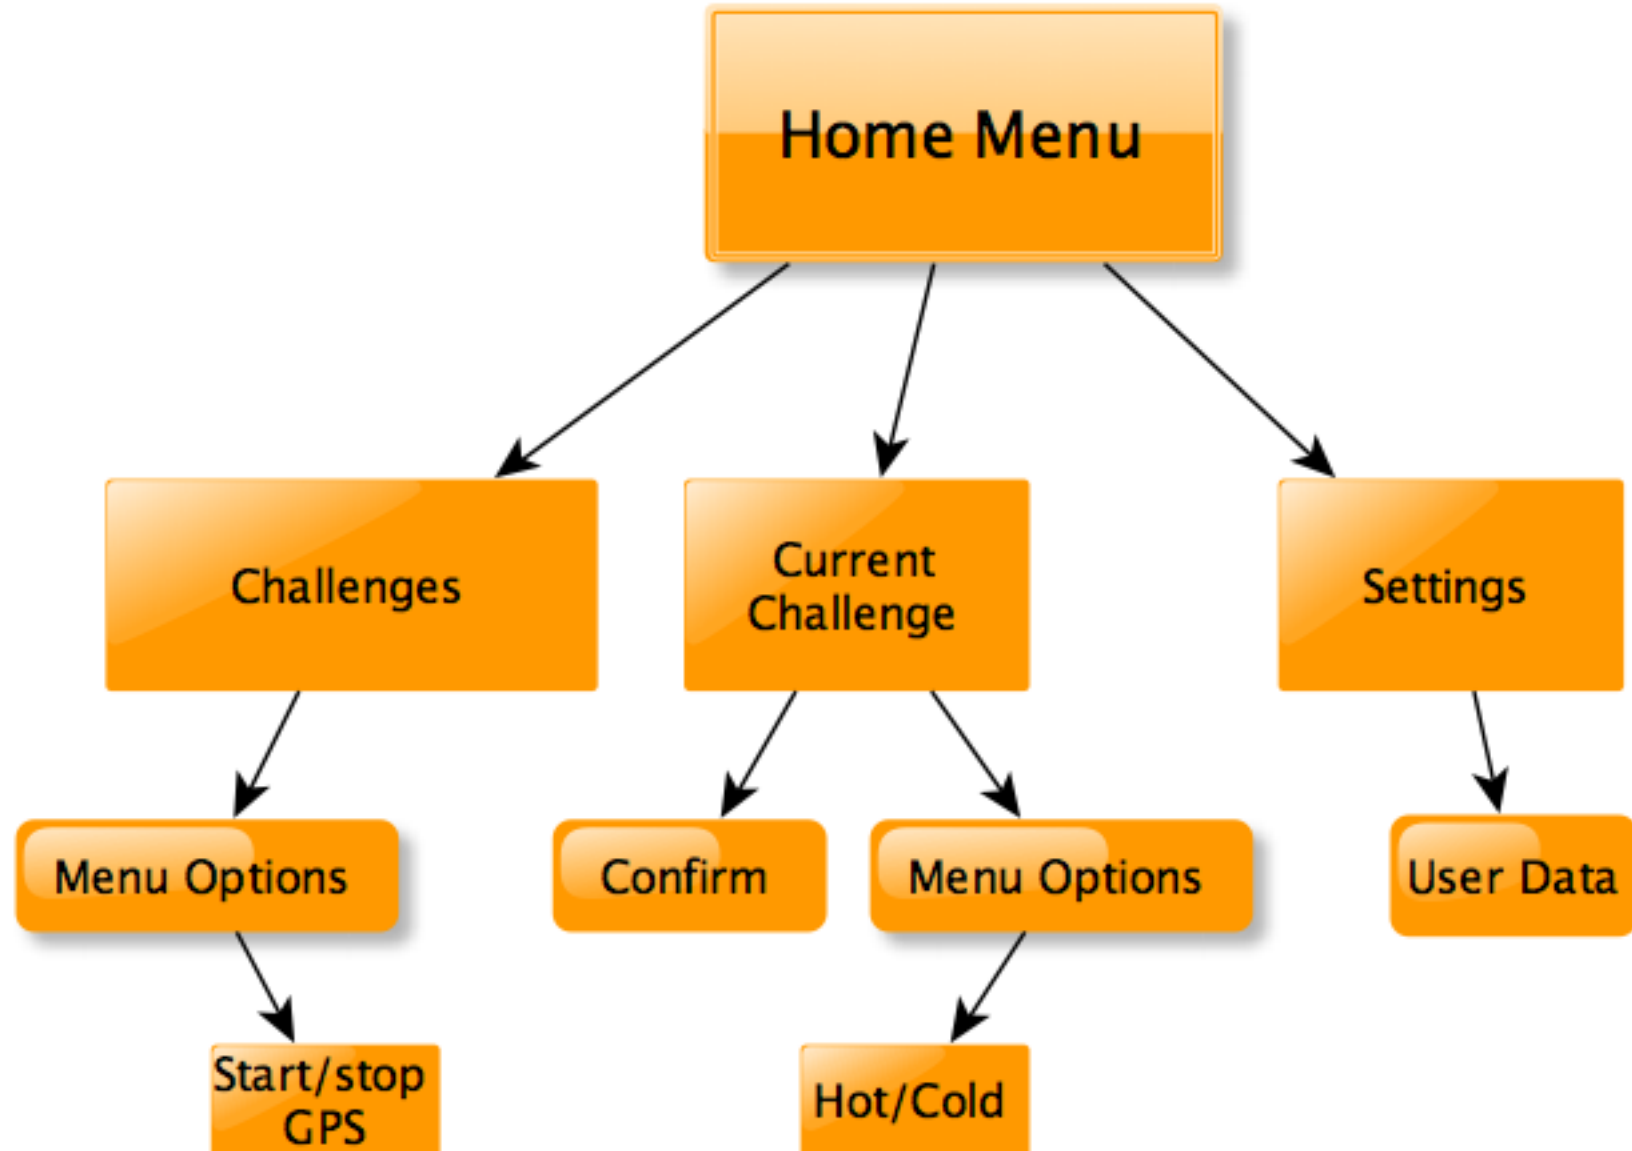 Home Menu
Challenges
Current
Challenge
Settings
Menu Options
Confirm
Menu Options
User Data
Start/stop
GPS
Hot/Cold